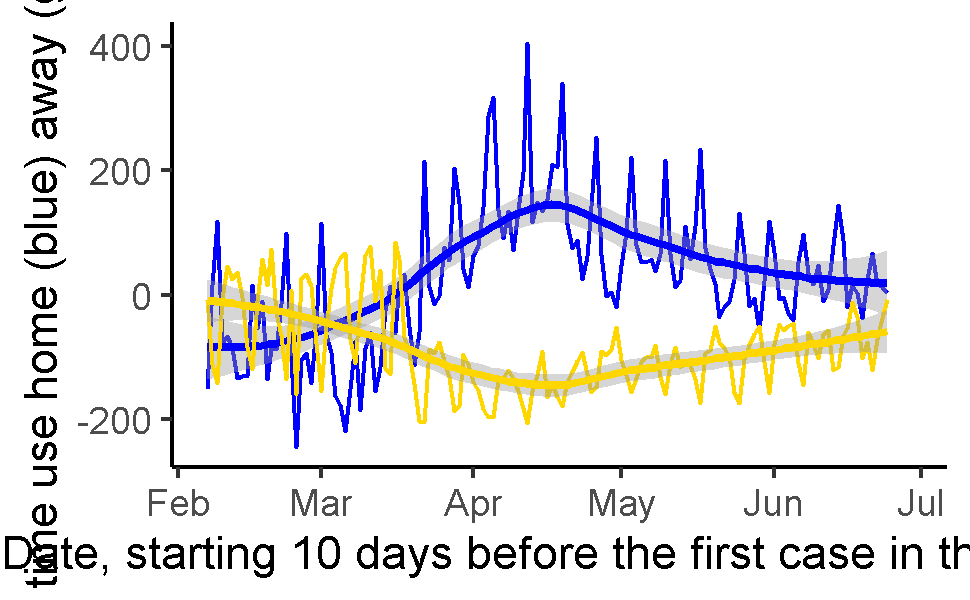 time use home (blue) away (
400
200
0
-200
Feb Mar Apr May Jun Jul
Date, starting 10 days before the first case in th